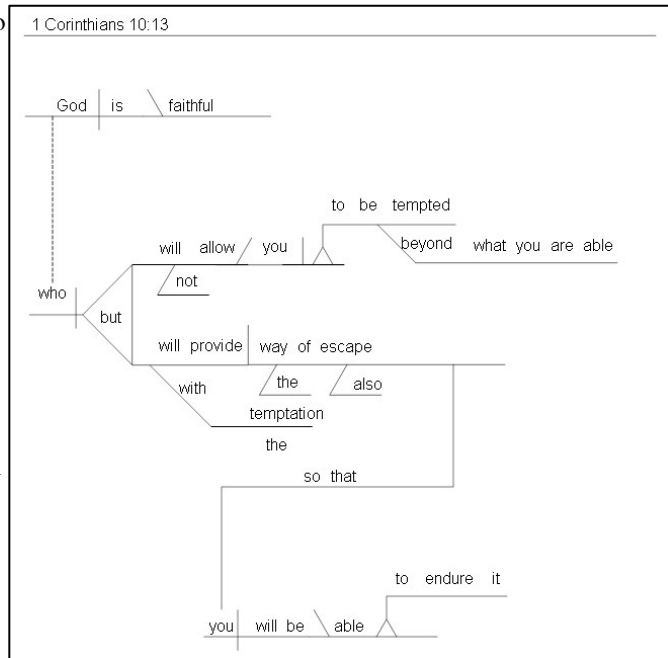 1 Corinthians 10:13
God is faithful
to be tempted
will allow you
beyond what you are able
not
who
but
will provide way of escape
with
the
also
temptation
the
so that
to endure it
you will be able